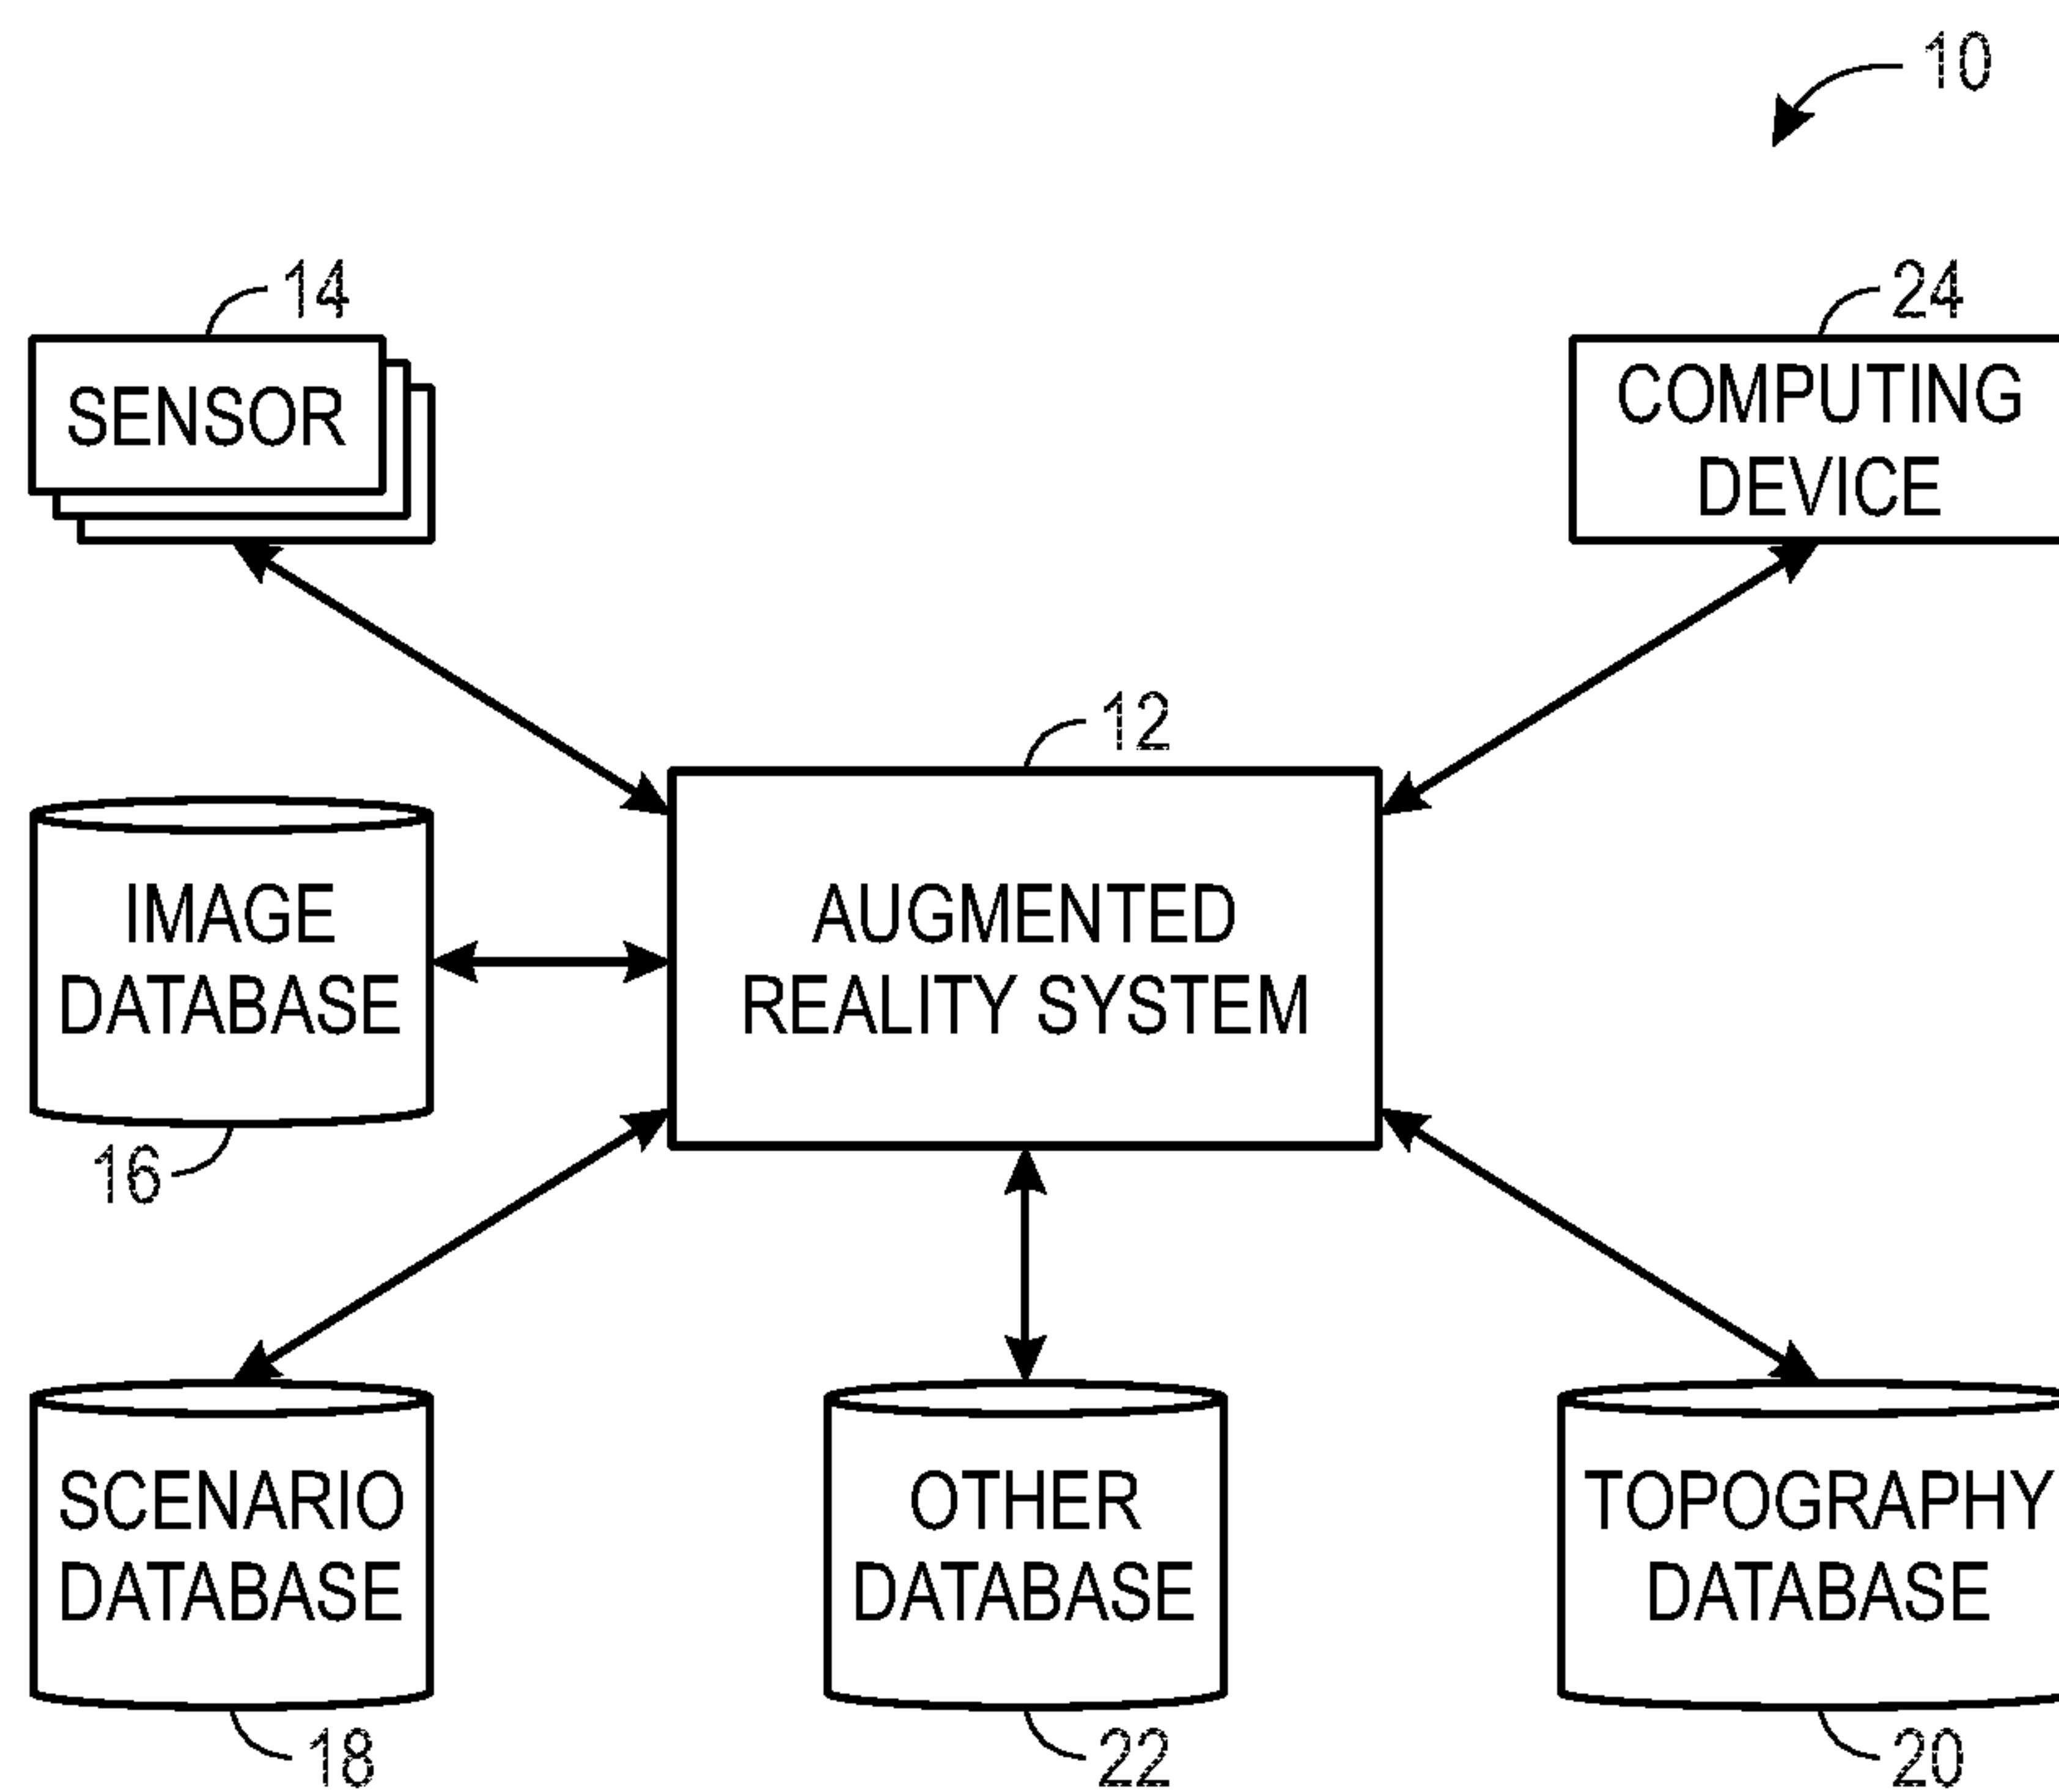 10
14
SENSOR
24
COMPUTING
DEVICE
12
AUGMENTED
REALITY SYSTEM
IMAGE
DATABASE
16
SCENARIO
DATABASE
18
OTHER
DATABASE
22
TOPOGRAPHY
DATABASE
20